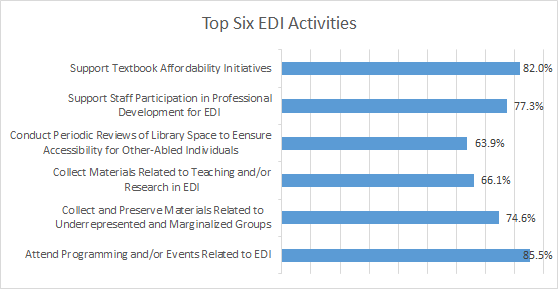 Top Six EDI Activities
Support Textbook Affordability Initiatives
82.0%
Support Staff Participation in Professional
Development for EDI
77.3%
Conduct Periodic Reviews of Library Space to Eensure
Accessibility for Other-Abled Individuals
63.9%
Collect Materials Related to Teaching and/or
Research in EDI
66.1%
Collect and Preserve Materials Related to
Underrepresented and Marginalized Groups
74.6%
Attend Programming and/or Events Related to EDI
85.5%